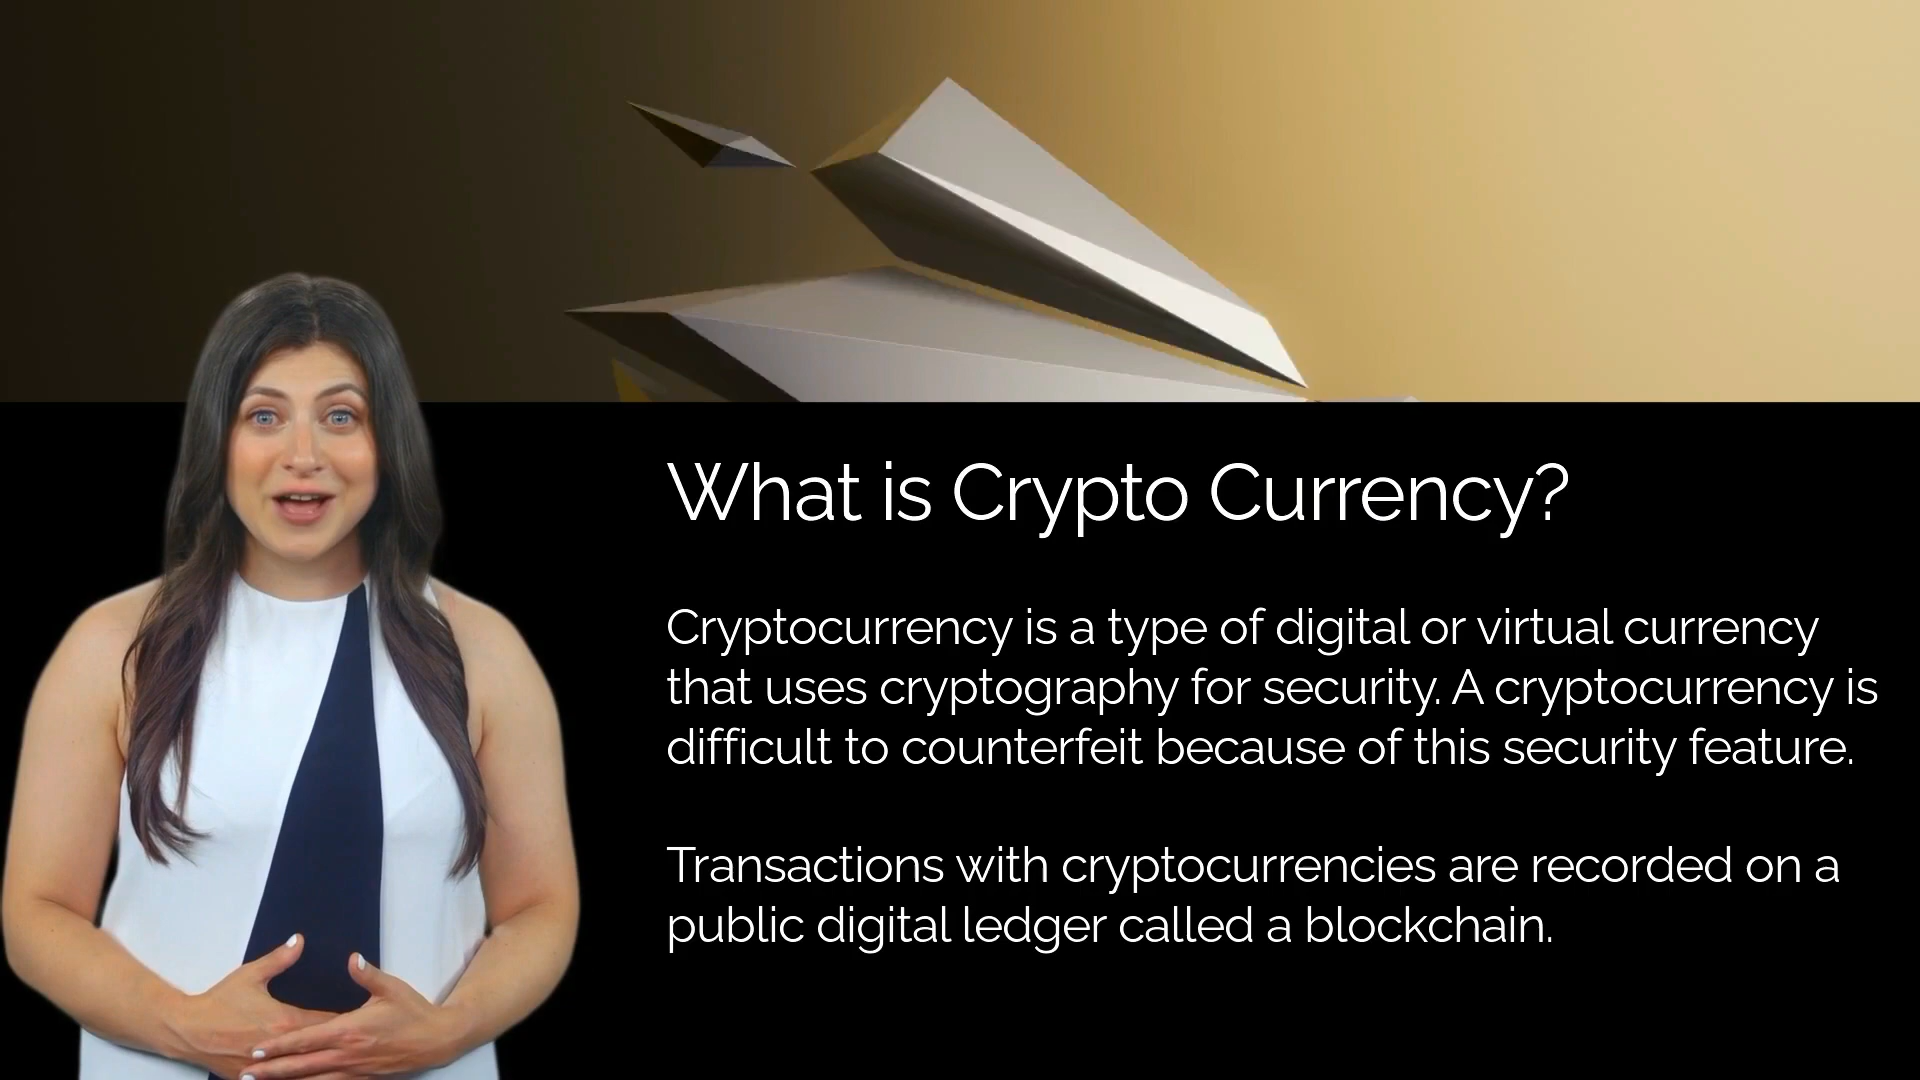 What is Crypto Currency?
Cryptocurrency is a type of digital or virtual currency
that uses cryptography for security. A cryptocurrency is
difficult to counterfeit because of this security feature.
Transactions with cryptocurrencies are recorded on a
public digital ledger called a blockchain.